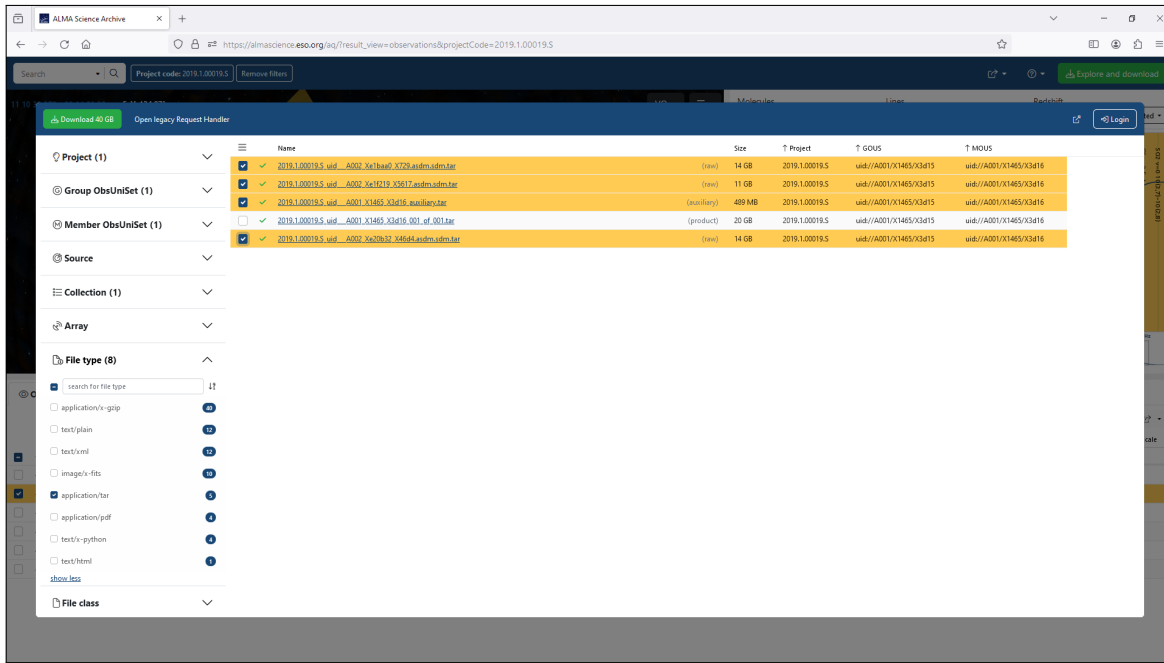 ALMA Science Archive
https://almascience.eso.org/aq/?result_view=observations&projectCode=2019.1.00019.S
Search
Project code: 2019.1.00019.S
Remove filters
Explore and download
Molecules Lines Redshift
Download 40 GB
Open legacy Request Handler
Login
Name Size Project GOUS MOUS
2019.1.00019.S_uid___A002_Xe1baa0_X729.asdm.sdm.tar (raw) 14 GB 2019.1.00019.S uid://A001/X1465/X3d15 uid://A001/X1465/X3d16
2019.1.00019.S_uid___A002_Xe1f219_X5617.asdm.sdm.tar (raw) 11 GB 2019.1.00019.S uid://A001/X1465/X3d15 uid://A001/X1465/X3d16
2019.1.00019.S_uid___A001_X1465_X3d16_auxiliary.tar (auxiliary) 489 MB 2019.1.00019.S uid://A001/X1465/X3d15 uid://A001/X1465/X3d16
2019.1.00019.S_uid___A001_X1465_X3d16_001_of_001.tar (product) 20 GB 2019.1.00019.S uid://A001/X1465/X3d15 uid://A001/X1465/X3d16
2019.1.00019.S_uid___A002_Xe20b32_X46d4.asdm.sdm.tar (raw) 14 GB 2019.1.00019.S uid://A001/X1465/X3d15 uid://A001/X1465/X3d16
Project (1)
Group ObsUniSet (1)
Member ObsUniSet (1)
Source
Collection (1)
Array
File type (8)
search for file type
application/x-gzip 40
text/plain 12
text/xml 12
image/x-fits 10
application/tar 5
application/pdf 4
text/x-python 4
text/html 1
show less
File class